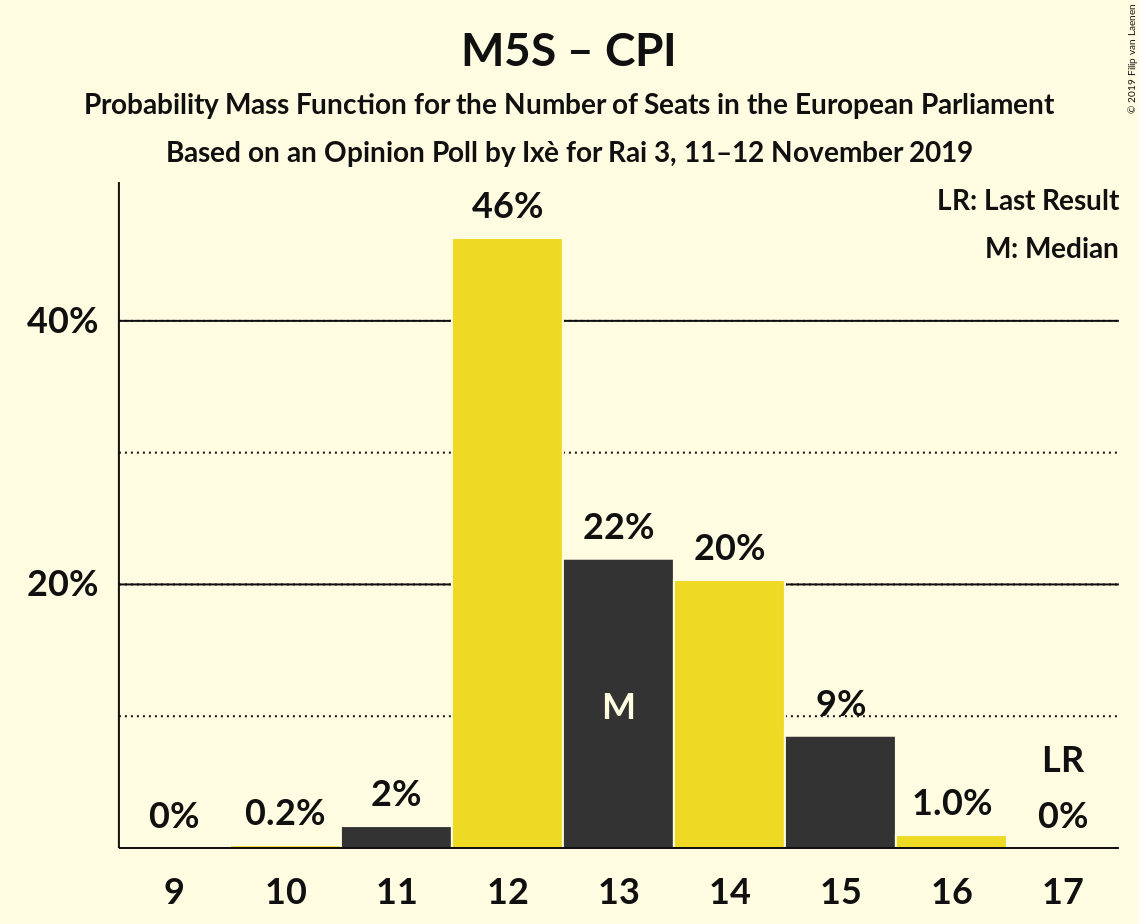 M5S – CPI
Probability Mass Function for the Number of Seats in the European Parliament
Based on an Opinion Poll by Ixè for Rai 3, 11–12 November 2019
© 2019 Filip van Laenen
LR: Last Result
M: Median
46%
40%
22%
20%
20%
M
9%
LR
0%
0.2%
2%
1.0%
0%
9
10
11
12
13
14
15
16
17